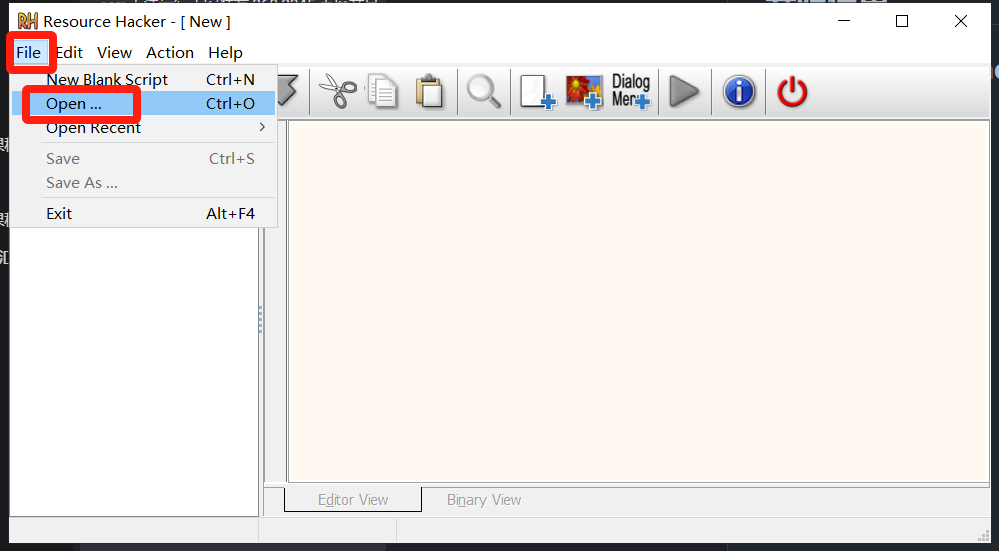 Resource Hacker - [ New ]
File Edit View Action Help
New Blank Script Ctrl+N
Open ... Ctrl+O
Open Recent
Save Ctrl+S
Save As ...
Exit Alt+F4
Dialog
Men
Editor View Binary View